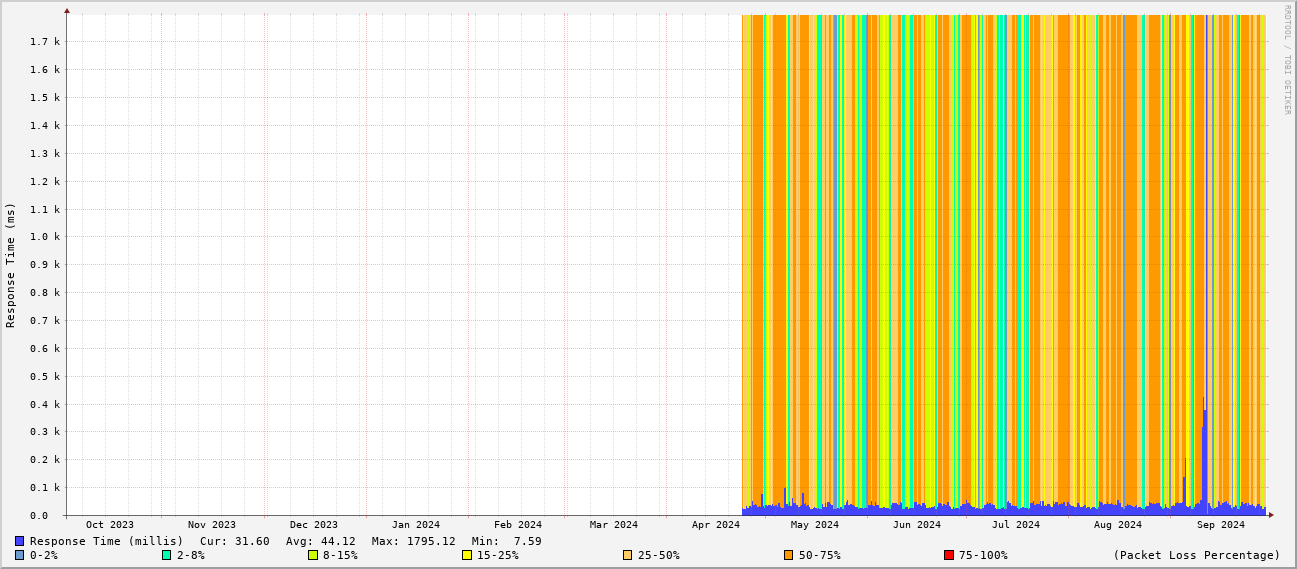 RRDTOOL / TOBI OETIKER
Response Time (ms)
1.7 k
1.6 k
1.5 k
1.4 k
1.3 k
1.2 k
1.1 k
1.0 k
0.9 k
0.8 k
0.7 k
0.6 k
0.5 k
0.4 k
0.3 k
0.2 k
0.1 k
0.0
Oct 2023 Nov 2023 Dec 2023 Jan 2024 Feb 2024 Mar 2024 Apr 2024 May 2024 Jun 2024 Jul 2024 Aug 2024 Sep 2024
Response Time (millis) Cur: 31.60 Avg: 44.12 Max: 1795.12 Min: 7.59
0-2% 2-8% 8-15% 15-25% 25-50% 50-75% 75-100% (Packet Loss Percentage)